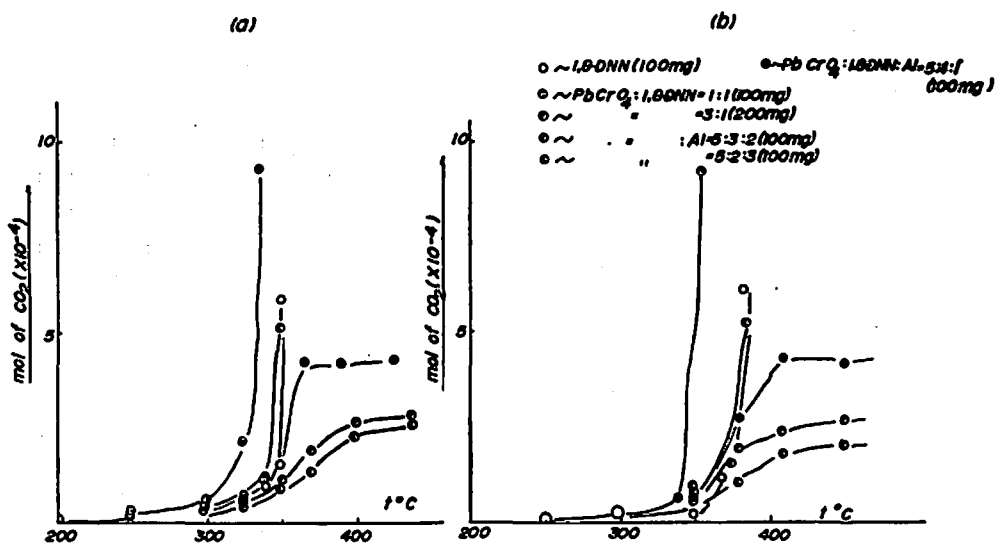 (a)
(b)
○ ~ 1,8-DNN (100mg)
●~Pb CrO4:1,8DNN:Al=5:4:1
(100mg)
~PbCrO4:1,8DNN=1:1(100mg)
~ " =3:1(200mg)
~ " :Al=5:3:2(100mg)
~ " =5:2:3(100mg)
mol of CO2 (X10-4)
10
5
200
300
400
t°C
mol of CO2 (X10-4)
10
5
200
300
400
t°C